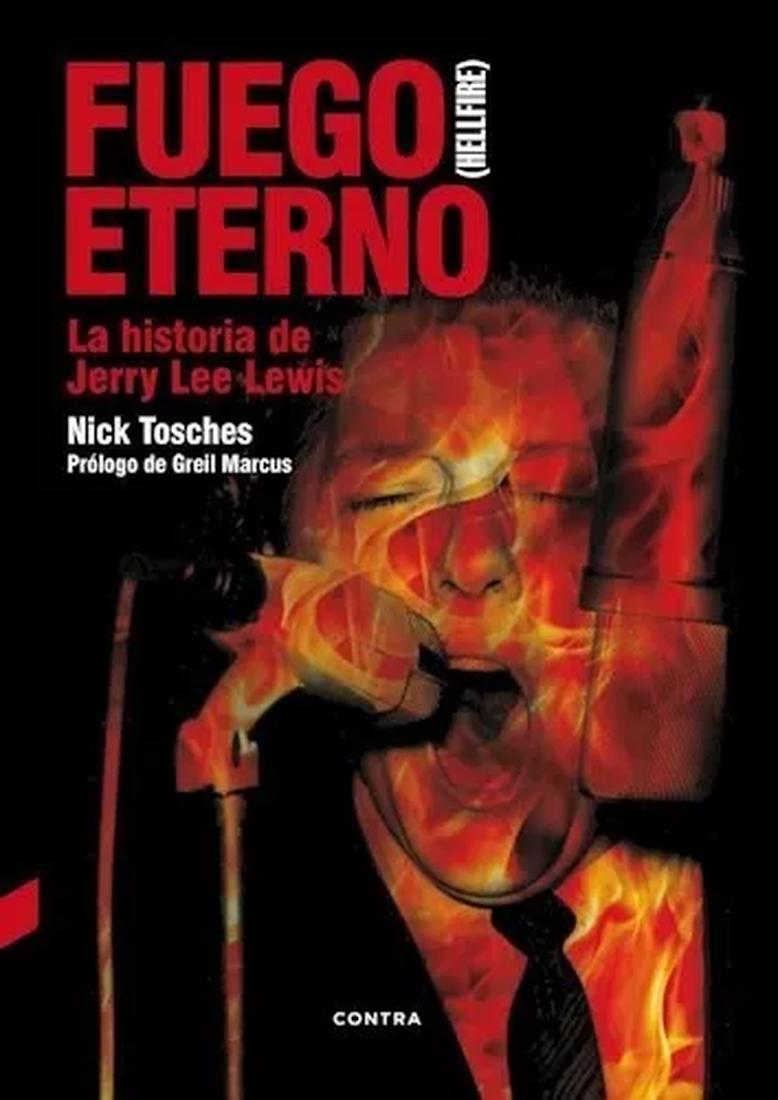 FUEGO
(HELLFIRE)
ETERNO
La historia de
Jerry Lee Lewis
Nick Tosches
Prólogo de Greil Marcus
CONTRA